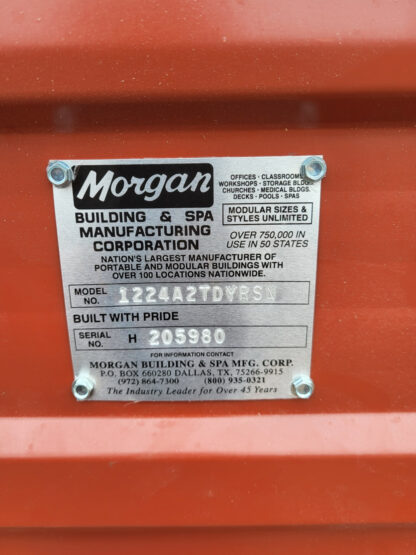 Morgan
OFFICES · CLASSROOMS
WORKSHOPS · STORAGE BLDGS.
CHURCHES · MEDICAL BLDGS.
DECKS · POOLS · SPAS
BUILDING & SPA
MANUFACTURING
CORPORATION
MODULAR SIZES &
STYLES UNLIMITED
OVER 750,000 IN
USE IN 50 STATES
NATION'S LARGEST MANUFACTURER OF
PORTABLE AND MODULAR BUILDINGS WITH
OVER 100 LOCATIONS NATIONWIDE.
MODEL
NO.
BUILT WITH PRIDE
SERIAL
NO.
H 205980
FOR INFORMATION CONTACT
MORGAN BUILDING & SPA MFG. CORP.
P.O. BOX 660280 DALLAS, TX, 75266-9915
(972) 864-7300 (800) 935-0321
The Industry Leader for Over 45 Years